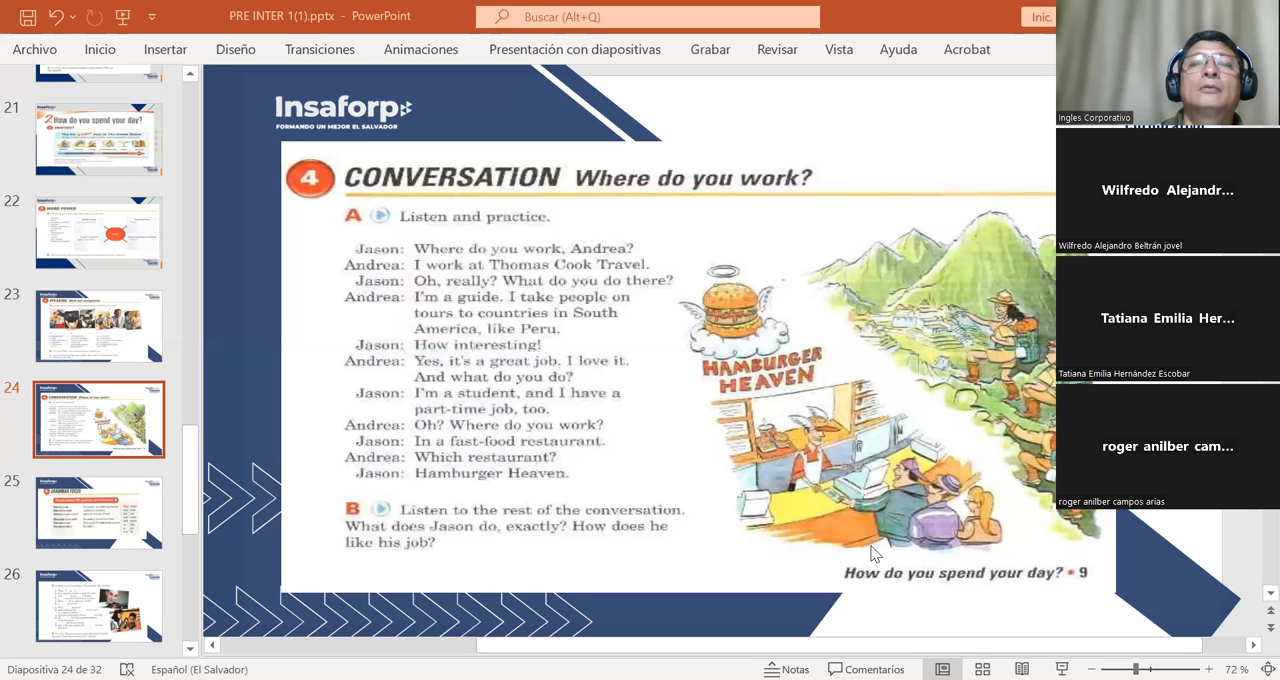 PRE INTER 1(1).pptx - PowerPoint
Buscar (Alt+Q)
Inic.
Archivo Inicio Insertar Diseño Transiciones Animaciones Presentación con diapositivas Grabar Revisar Vista Ayuda Acrobat
21
2 How do you spend your day?
22
23
24
25
26
Insaforp
FORMANDO UN MEJOR EL SALVADOR
4 CONVERSATION Where do you work?
A Listen and practice.
Jason: Where do you work, Andrea?
Andrea: I work at Thomas Cook Travel.
Jason: Oh, really? What do you do there?
Andrea: I'm a guide. I take people on
tours to countries in South
America, like Peru.
Jason: How interesting!
Andrea: Yes, it's a great job. I love it.
And what do you do?
Jason: I'm a student, and I have a
part-time job, too.
Andrea: Oh? Where do you work?
Jason: In a fast-food restaurant.
Andrea: Which restaurant?
Jason: Hamburger Heaven.
B Listen to the rest of the conversation.
What does Jason do exactly? How does he
like his job?
HAMBURGER
HEAVEN
How do you spend your day? • 9
Ingles Corporativo
Wilfredo Alejandr...
Wilfredo Alejandro Beltrán jovel
Tatiana Emilia Her...
Tatiana Emilia Hernández Escobar
roger anilber cam...
roger anilber campos arias
Diapositiva 24 de 32 Español (El Salvador) Notas Comentarios 72 %